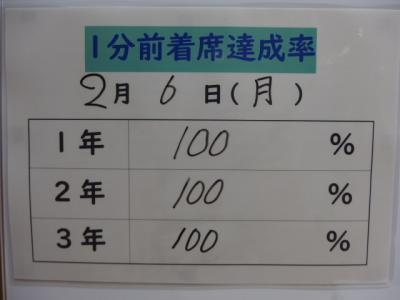 1分前着席達成率
2月 6 日(月)
1年 100 %
2年 100 %
3年 100 %